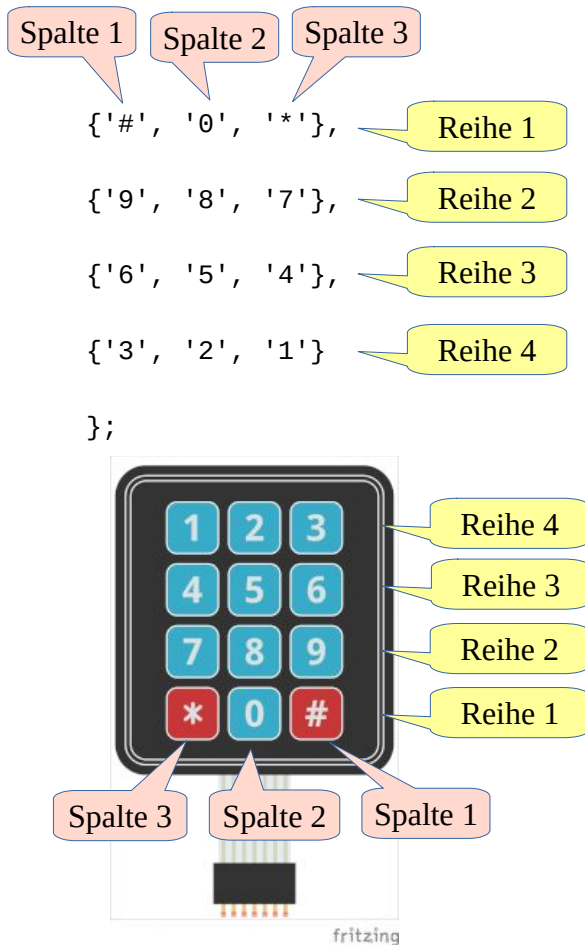 Spalte 1 Spalte 2 Spalte 3
{'#', '0', '*'}, Reihe 1
{'9', '8', '7'}, Reihe 2
{'6', '5', '4'}, Reihe 3
{'3', '2', '1'} Reihe 4
};
1 2 3 Reihe 4
4 5 6 Reihe 3
7 8 9 Reihe 2
* 0 # Reihe 1
Spalte 3 Spalte 2 Spalte 1
fritzing